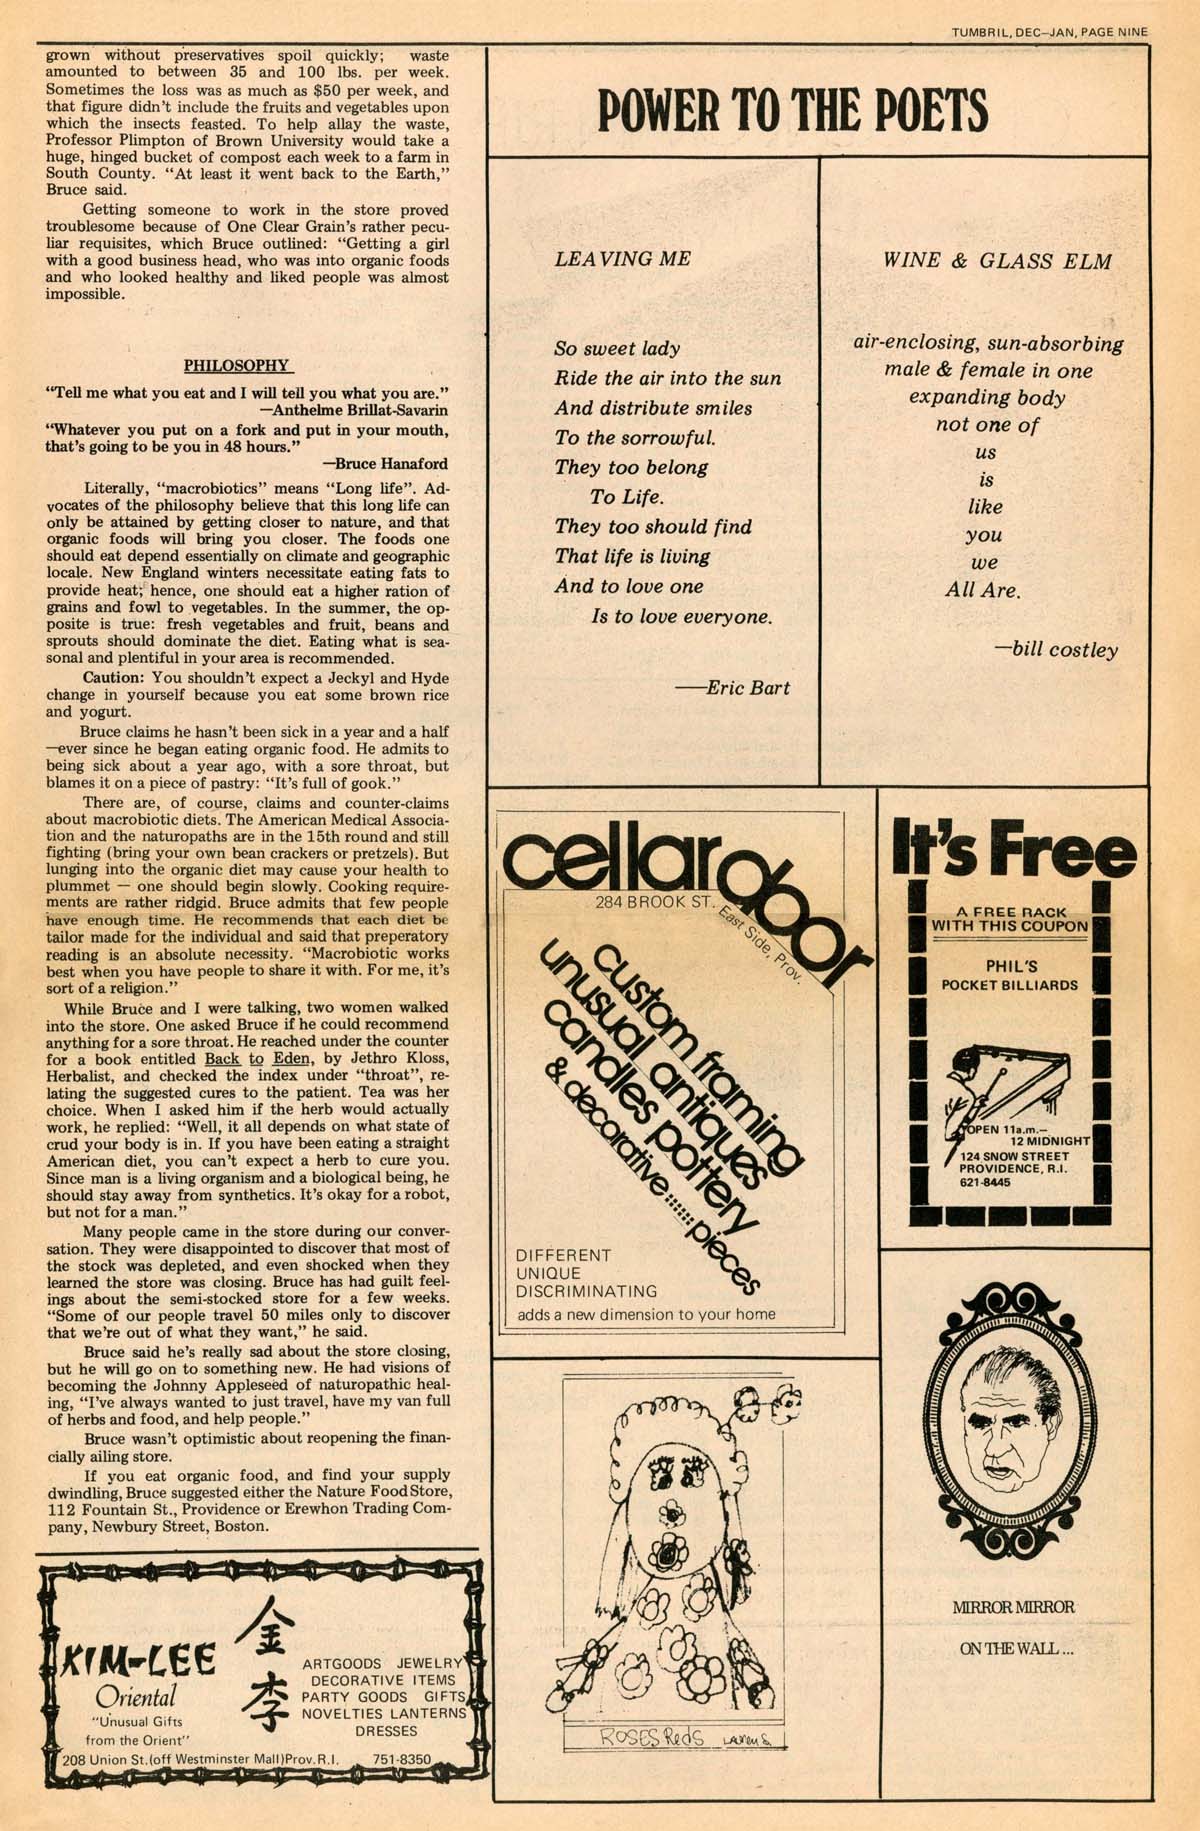 TUMBRIL, DEC—JAN, PAGE NINE
grown without preservatives spoil quickly; waste
amounted to between 35 and 100 lbs. per week.
Sometimes the loss was as much as $50 per week, and
that figure didn't include the fruits and vegetables upon
which the insects feasted. To help allay the waste,
Professor Plimpton of Brown University would take a
huge, hinged bucket of compost each week to a farm in
South County. “At least it went back to the Earth,”
Bruce said.
Getting someone to work in the store proved
troublesome because of One Clear Grain's rather pecu-
liar requisites, which Bruce outlined: “Getting a girl
with a good business head, who was into organic foods
and who looked healthy and liked people was almost
impossible.
PHILOSOPHY
“Tell me what you eat and I will tell you what you are.”
—Anthelme Brillat-Savarin
“Whatever you put on a fork and put in your mouth,
that's going to be you in 48 hours.”
—Bruce Hanaford
Literally, “macrobiotics” means “Long life”. Ad-
vocates of the philosophy believe that this long life can
only be attained by getting closer to nature, and that
organic foods will bring you closer. The foods one
should eat depend essentially on climate and geographic
locale. New England winters necessitate eating fats to
provide heat; hence, one should eat a higher ration of
grains and fowl to vegetables. In the summer, the op-
posite is true: fresh vegetables and fruit, beans and
sprouts should dominate the diet. Eating what is sea-
sonal and plentiful in your area is recommended.
Caution: You shouldn't expect a Jeckyl and Hyde
change in yourself because you eat some brown rice
and yogurt.
Bruce claims he hasn't been sick in a year and a half
—ever since he began eating organic food. He admits to
being sick about a year ago, with a sore throat, but
blames it on a piece of pastry: “It's full of gook.”
There are, of course, claims and counter-claims
about macrobiotic diets. The American Medical Associa-
tion and the naturopaths are in the 15th round and still
fighting (bring your own bean crackers or pretzels). But
lunging into the organic diet may cause your health to
plummet — one should begin slowly. Cooking require-
ments are rather ridgid. Bruce admits that few people
have enough time. He recommends that each diet be
tailor made for the individual and said that preperatory
reading is an absolute necessity. “Macrobiotic works
best when you have people to share it with. For me, it's
sort of a religion.”
While Bruce and I were talking, two women walked
into the store. One asked Bruce if he could recommend
anything for a sore throat. He reached under the counter
for a book entitled Back to Eden, by Jethro Kloss,
Herbalist, and checked the index under “throat”, re-
lating the suggested cures to the patient. Tea was her
choice. When I asked him if the herb would actually
work, he replied: “Well, it all depends on what state of
crud your body is in. If you have been eating a straight
American diet, you can't expect a herb to cure you.
Since man is a living organism and a biological being, he
should stay away from synthetics. It's okay for a robot,
but not for a man.”
Many people came in the store during our conver-
sation. They were disappointed to discover that most of
the stock was depleted, and even shocked when they
learned the store was closing. Bruce has had guilt feel-
ings about the semi-stocked store for a few weeks.
“Some of our people travel 50 miles only to discover
that we're out of what they want,” he said.
Bruce said he's really sad about the store closing,
but he will go on to something new. He had visions of
becoming the Johnny Appleseed of naturopathic heal-
ing, “I've always wanted to just travel, have my van full
of herbs and food, and help people.”
Bruce wasn't optimistic about reopening the finan-
cially ailing store.
If you eat organic food, and find your supply
dwindling, Bruce suggested either the Nature Food Store,
112 Fountain St., Providence or Erewhon Trading Com-
pany, Newbury Street, Boston.
KIM-LEE
Oriental
“Unusual Gifts
from the Orient”
金
李
ARTGOODS JEWELRY
DECORATIVE ITEMS
PARTY GOODS GIFTS
NOVELTIES LANTERNS
DRESSES
208 Union St.(off Westminster Mall)Prov.R.I. 751-8350
POWER TO THE POETS
LEAVING ME
So sweet lady
Ride the air into the sun
And distribute smiles
To the sorrowful.
They too belong
To Life.
They too should find
That life is living
And to love one
Is to love everyone.
——Eric Bart
WINE & GLASS ELM
air-enclosing, sun-absorbing
male & female in one
expanding body
not one of
us
is
like
you
we
All Are.
—bill costley
cellar door
284 BROOK ST. East Side, Prov.
custom framing
unusual antiques
candles pottery
& decorative pieces
DIFFERENT
UNIQUE
DISCRIMINATING
adds a new dimension to your home
It's Free
A FREE RACK
WITH THIS COUPON
PHIL'S
POCKET BILLIARDS
OPEN 11a.m.—
12 MIDNIGHT
124 SNOW STREET
PROVIDENCE, R.I.
621-8445
ROSES Reds Lauren S.
MIRROR MIRROR
ON THE WALL ...